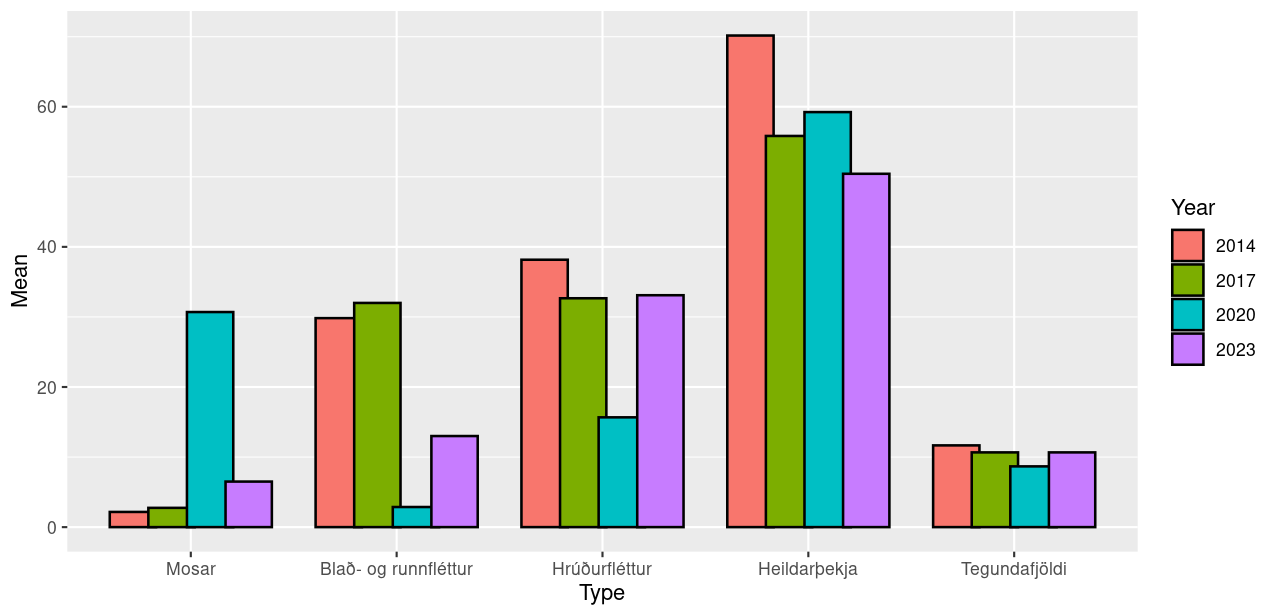 60
40
20
0
Mean
Mosar
Blað- og runnfléttur
Hrúðurfléttur
Heildarþekja
Tegundafjöldi
Type
Year
2014
2017
2020
2023